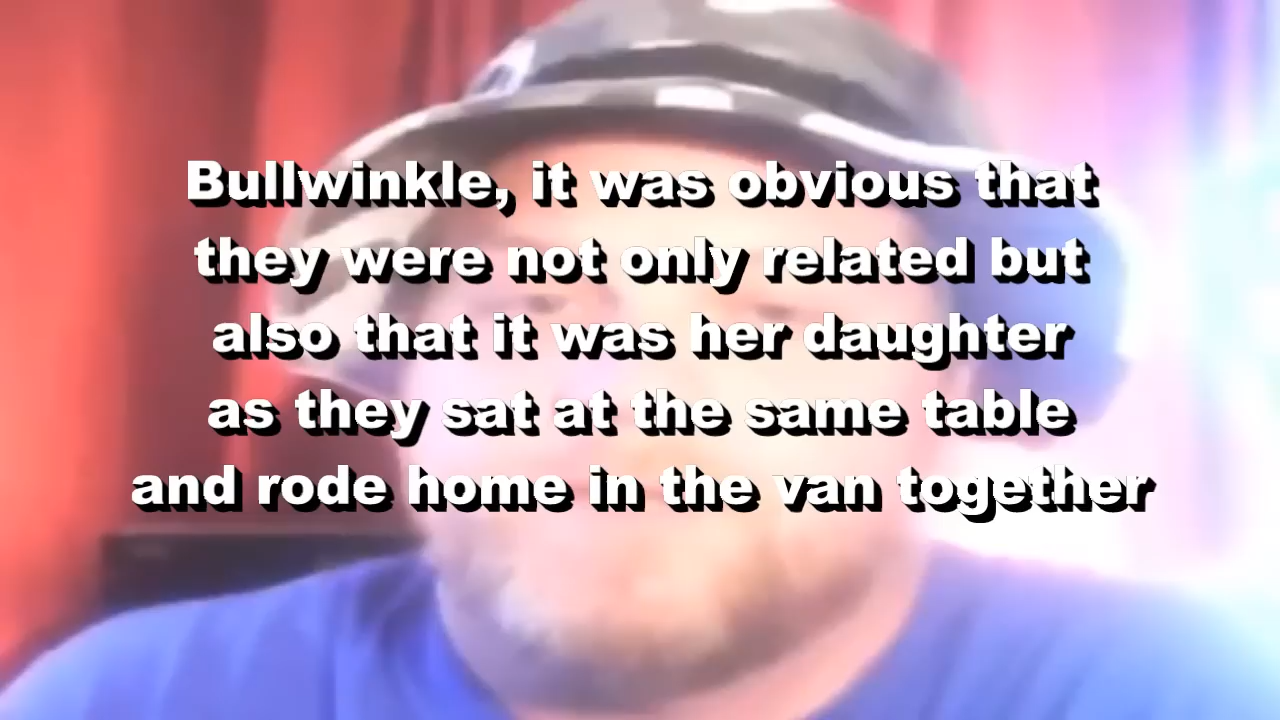 Bullwinkle, it was obvious that
they were not only related but
also that it was her daughter
as they sat at the same table
and rode home in the van together